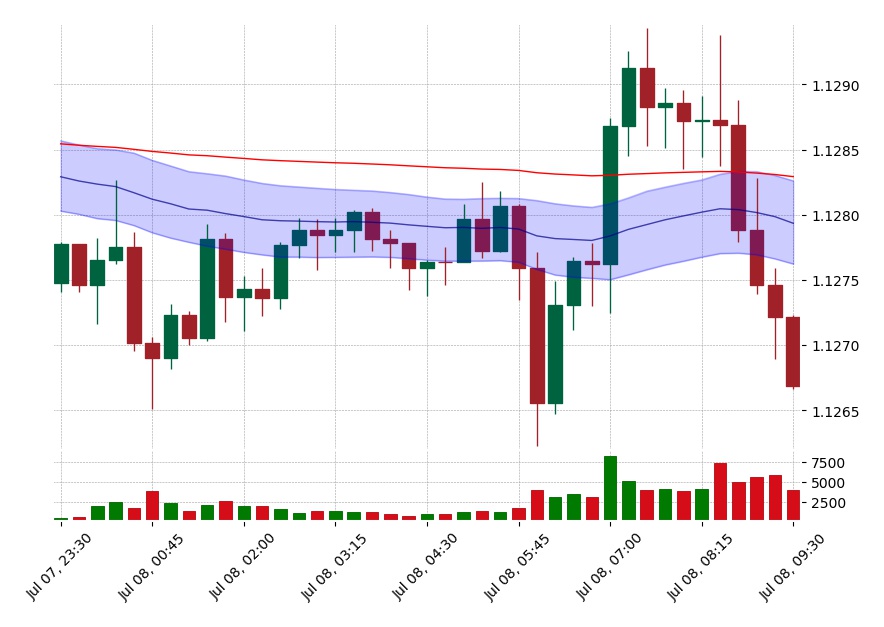 1.1290
1.1285
1.1280
1.1275
1.1270
1.1265
7500
5000
2500
Jul 07, 23:30
Jul 08, 00:45
Jul 08, 02:00
Jul 08, 03:15
Jul 08, 04:30
Jul 08, 05:45
Jul 08, 07:00
Jul 08, 08:15
Jul 08, 09:30